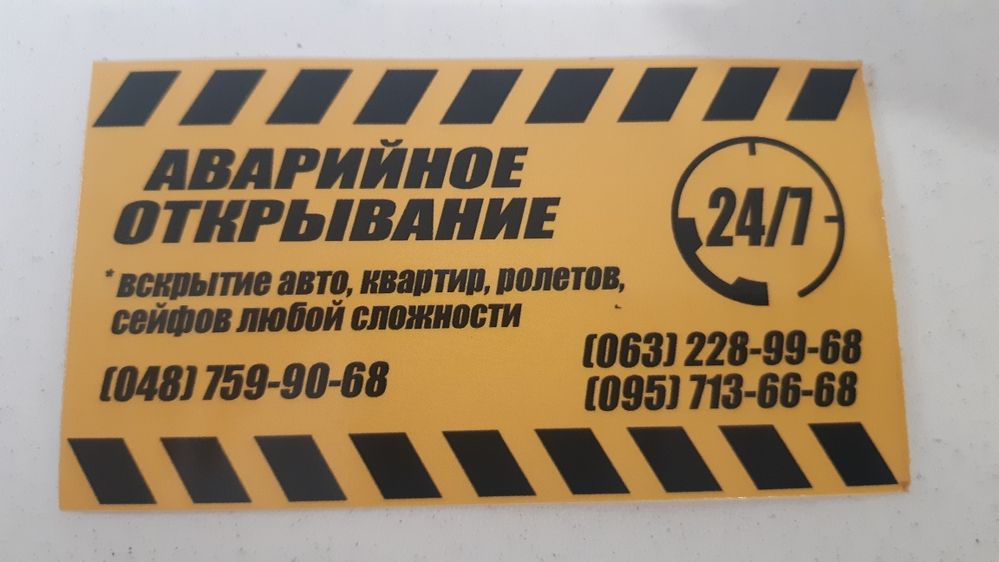 АВАРИЙНОЕ
ОТКРЫВАНИЕ
24/7
* вскрытие авто, квартир, ролетов,
сейфов любой сложности
(048) 759-90-68
(063) 228-99-68
(095) 713-66-68